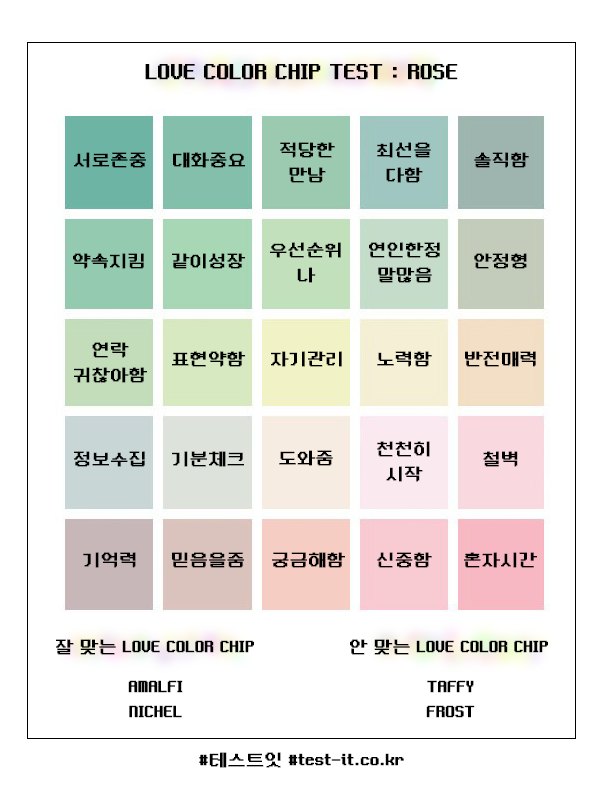 LOVE COLOR CHIP TEST : ROSE
서로존중 대화중요 적당한 만남 최선을 다함 솔직함
약속지킴 같이성장 우선순위 나 연인한정 말많음 안정형
연락 귀찮아함 표현약함 자기관리 노력함 반전매력
정보수집 기분체크 도와줌 천천히 시작 철벽
기억력 믿음을줌 궁금해함 신중함 혼자시간
잘 맞는 LOVE COLOR CHIP
AMALFI
NICHEL
안 맞는 LOVE COLOR CHIP
TAFFY
FROST
#테스트잇 #test-it.co.kr